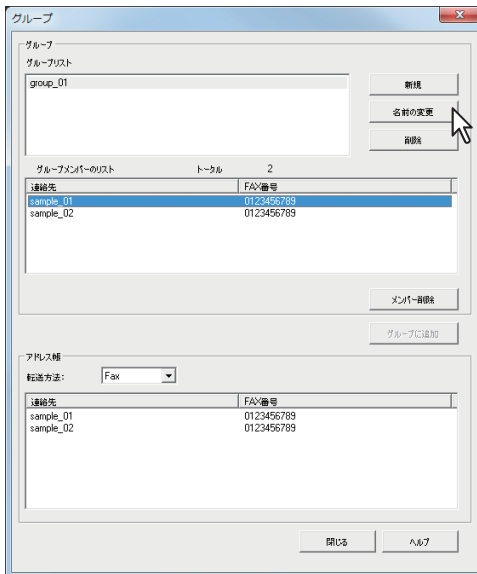 グループ
グループ
グループリスト
group_01
新規
名前の変更
削除
グループメンバーのリスト トータル 2
連絡先 FAX番号
sample_01 0123456789
sample_02 0123456789
メンバー削除
グループに追加
アドレス帳
転送方法: Fax
連絡先 FAX番号
sample_01 0123456789
sample_02 0123456789
閉じる ヘルプ